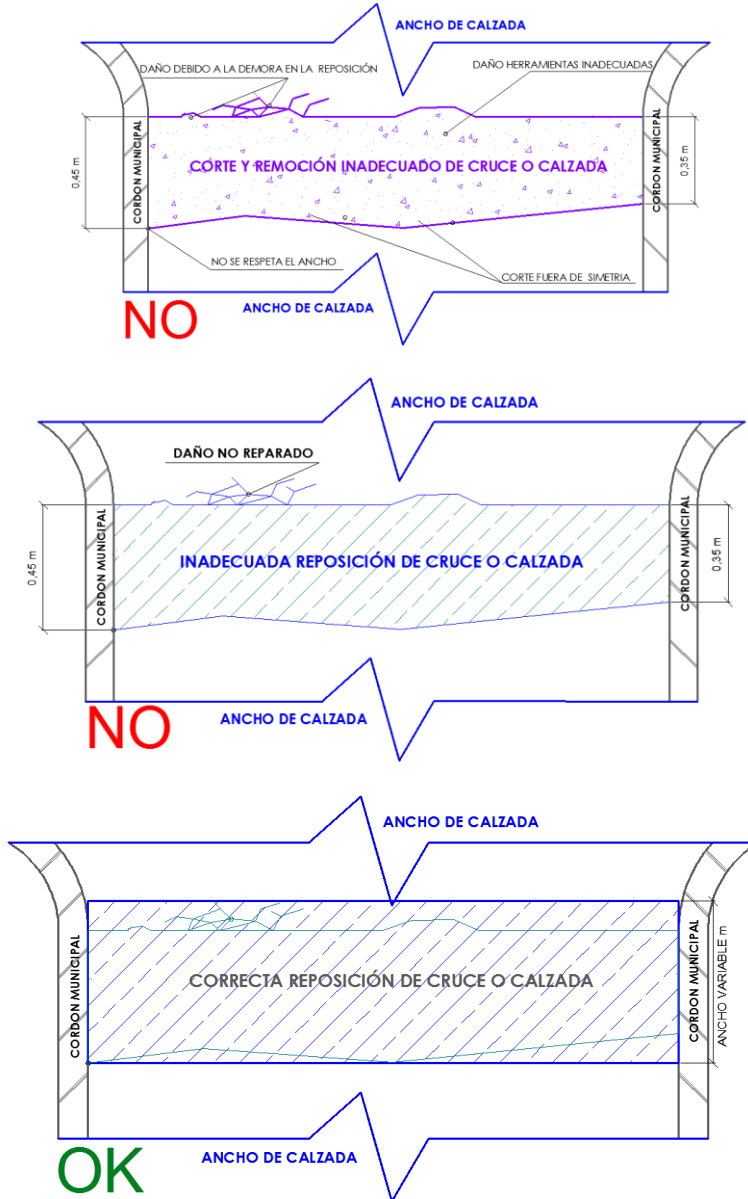 ANCHO DE CALZADA
DAÑO DEBIDO A LA DEMORA EN LA REPOSICIÓN
DAÑO HERRAMIENTAS INADECUADAS
0,45 m
CORDON MUNICIPAL
CORTE Y REMOCIÓN INADECUADO DE CRUCE O CALZADA
CORDON MUNICIPAL
0,35 m
NO SE RESPETA EL ANCHO
CORTE FUERA DE SIMETRIA
NO
ANCHO DE CALZADA
ANCHO DE CALZADA
DAÑO NO REPARADO
0,45 m
CORDON MUNICIPAL
INADECUADA REPOSICIÓN DE CRUCE O CALZADA
CORDON MUNICIPAL
0,35 m
NO
ANCHO DE CALZADA
ANCHO DE CALZADA
CORDON MUNICIPAL
CORRECTA REPOSICIÓN DE CRUCE O CALZADA
CORDON MUNICIPAL
ANCHO VARIABLE m
OK
ANCHO DE CALZADA